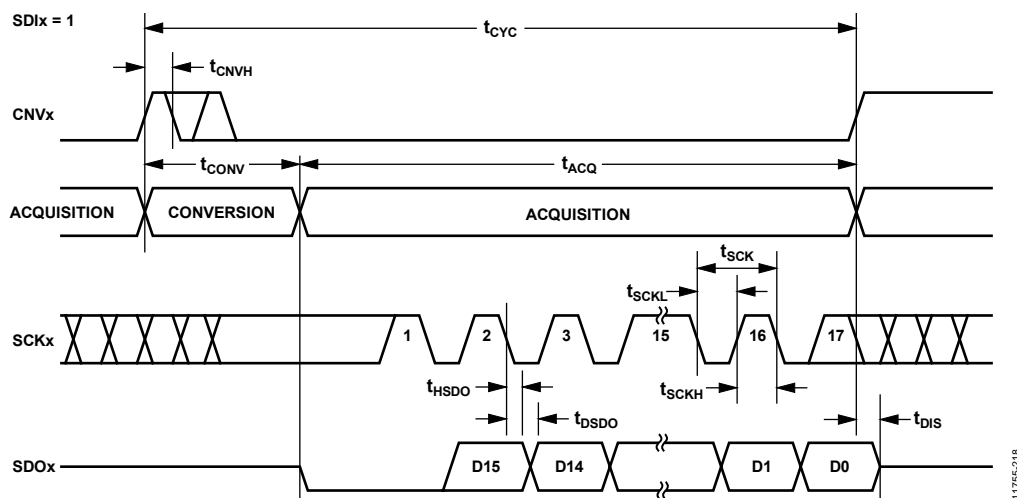 SDIx = 1
tCYC
tCNVH
CNVx
tCONV
tACQ
ACQUISITION
CONVERSION
ACQUISITION
tSCK
tSCKL
SCKx
1
2
3
15
16
17
tHSDO
tSCKH
tDSDO
tDIS
SDOx
D15
D14
D1
D0
11755-218